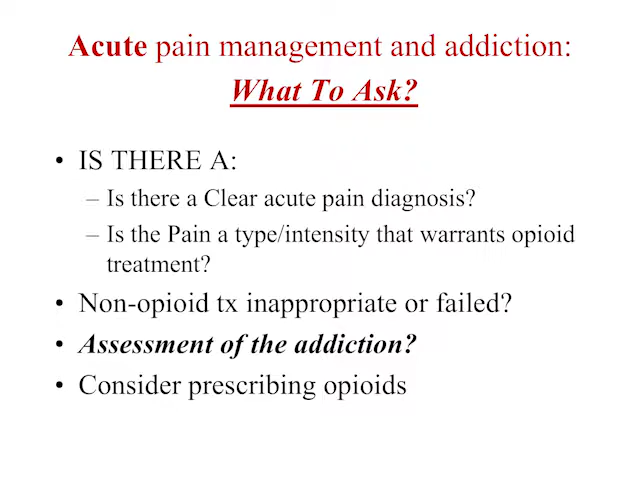 Acute pain management and addiction:
What To Ask?
• IS THERE A:
– Is there a Clear acute pain diagnosis?
– Is the Pain a type/intensity that warrants opioid
treatment?
• Non-opioid tx inappropriate or failed?
• Assessment of the addiction?
• Consider prescribing opioids